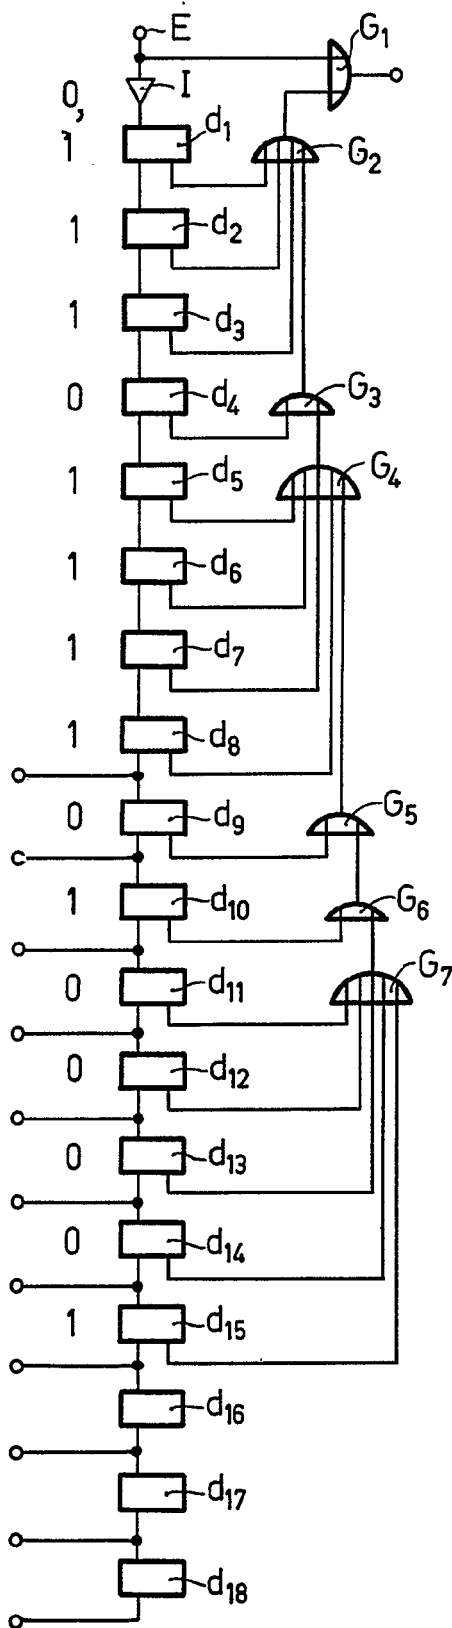 E
G₁
I
0,
d₁
1
G₂
1 d₂
1 d₃
0 d₄ G₃
1 d₅ G₄
1 d₆
1 d₇
1 d₈
0 d₉ G₅
1 d₁₀ G₆
0 d₁₁ G₇
0 d₁₂
0 d₁₃
0 d₁₄
1 d₁₅
d₁₆
d₁₇
d₁₈